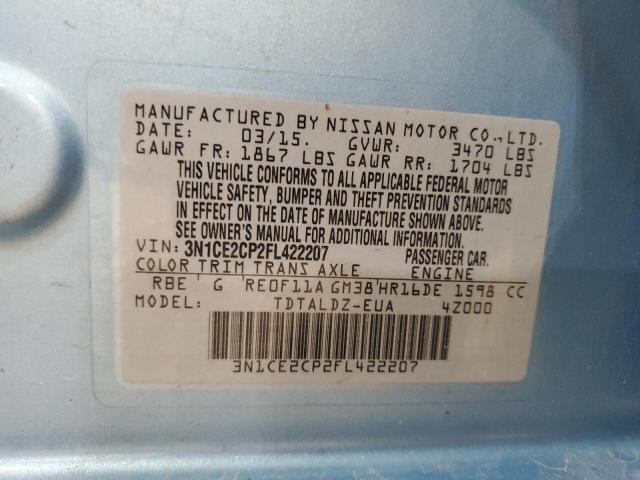 MANUFACTURED BY NISSAN MOTOR CO.,LTD.
DATE: 03/15. GVWR: 3470 LBS
GAWR FR: 1867 LBS GAWR RR: 1704 LBS
THIS VEHICLE CONFORMS TO ALL APPLICABLE FEDERAL MOTOR
VEHICLE SAFETY, BUMPER AND THEFT PREVENTION STANDARDS
IN EFFECT ON THE DATE OF MANUFACTURE SHOWN ABOVE.
SEE OWNER'S MANUAL FOR ADDITIONAL INFORMATION.
VIN: 3N1CE2CP2FL422207 PASSENGER CAR.
COLOR TRIM TRANS AXLE ENGINE
RBE G RE0F11A GM38 HR16DE 1598 CC
MODEL: TDTALDZ-EUA 4Z000
3N1CE2CP2FL422207